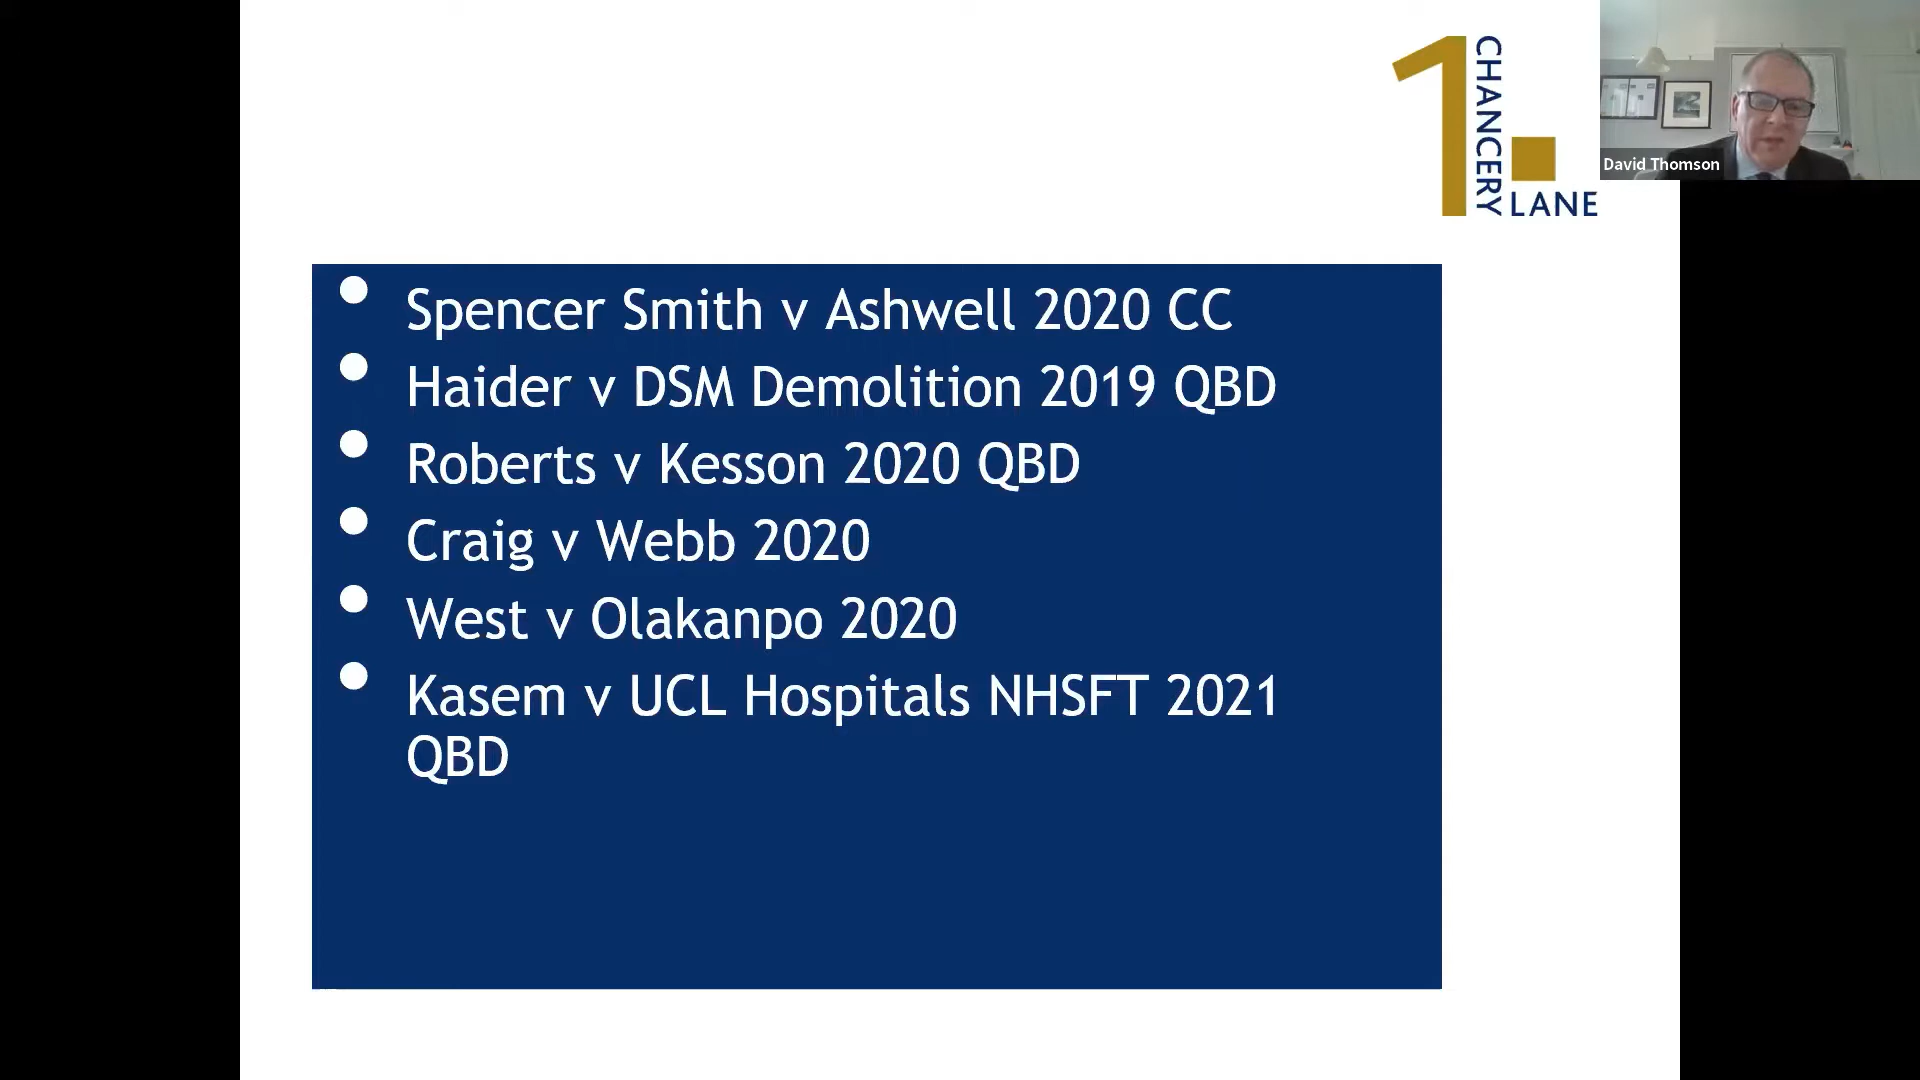 1 CHANCERY LANE
David Thomson
• Spencer Smith v Ashwell 2020 CC
• Haider v DSM Demolition 2019 QBD
• Roberts v Kesson 2020 QBD
• Craig v Webb 2020
• West v Olakanpo 2020
• Kasem v UCL Hospitals NHSFT 2021
QBD